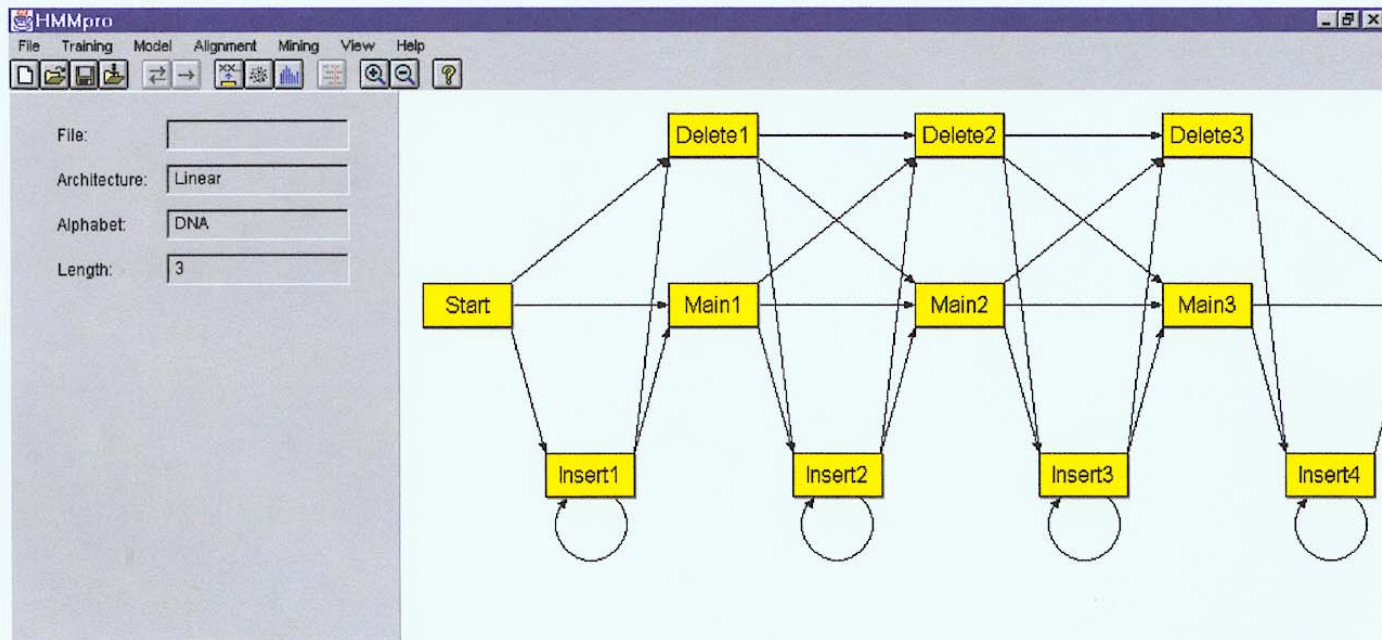 HMMpro
File Training Model Alignment Mining View Help
File:
Architecture: Linear
Alphabet: DNA
Length: 3
Delete1 Delete2 Delete3
Start Main1 Main2 Main3
Insert1 Insert2 Insert3 Insert4